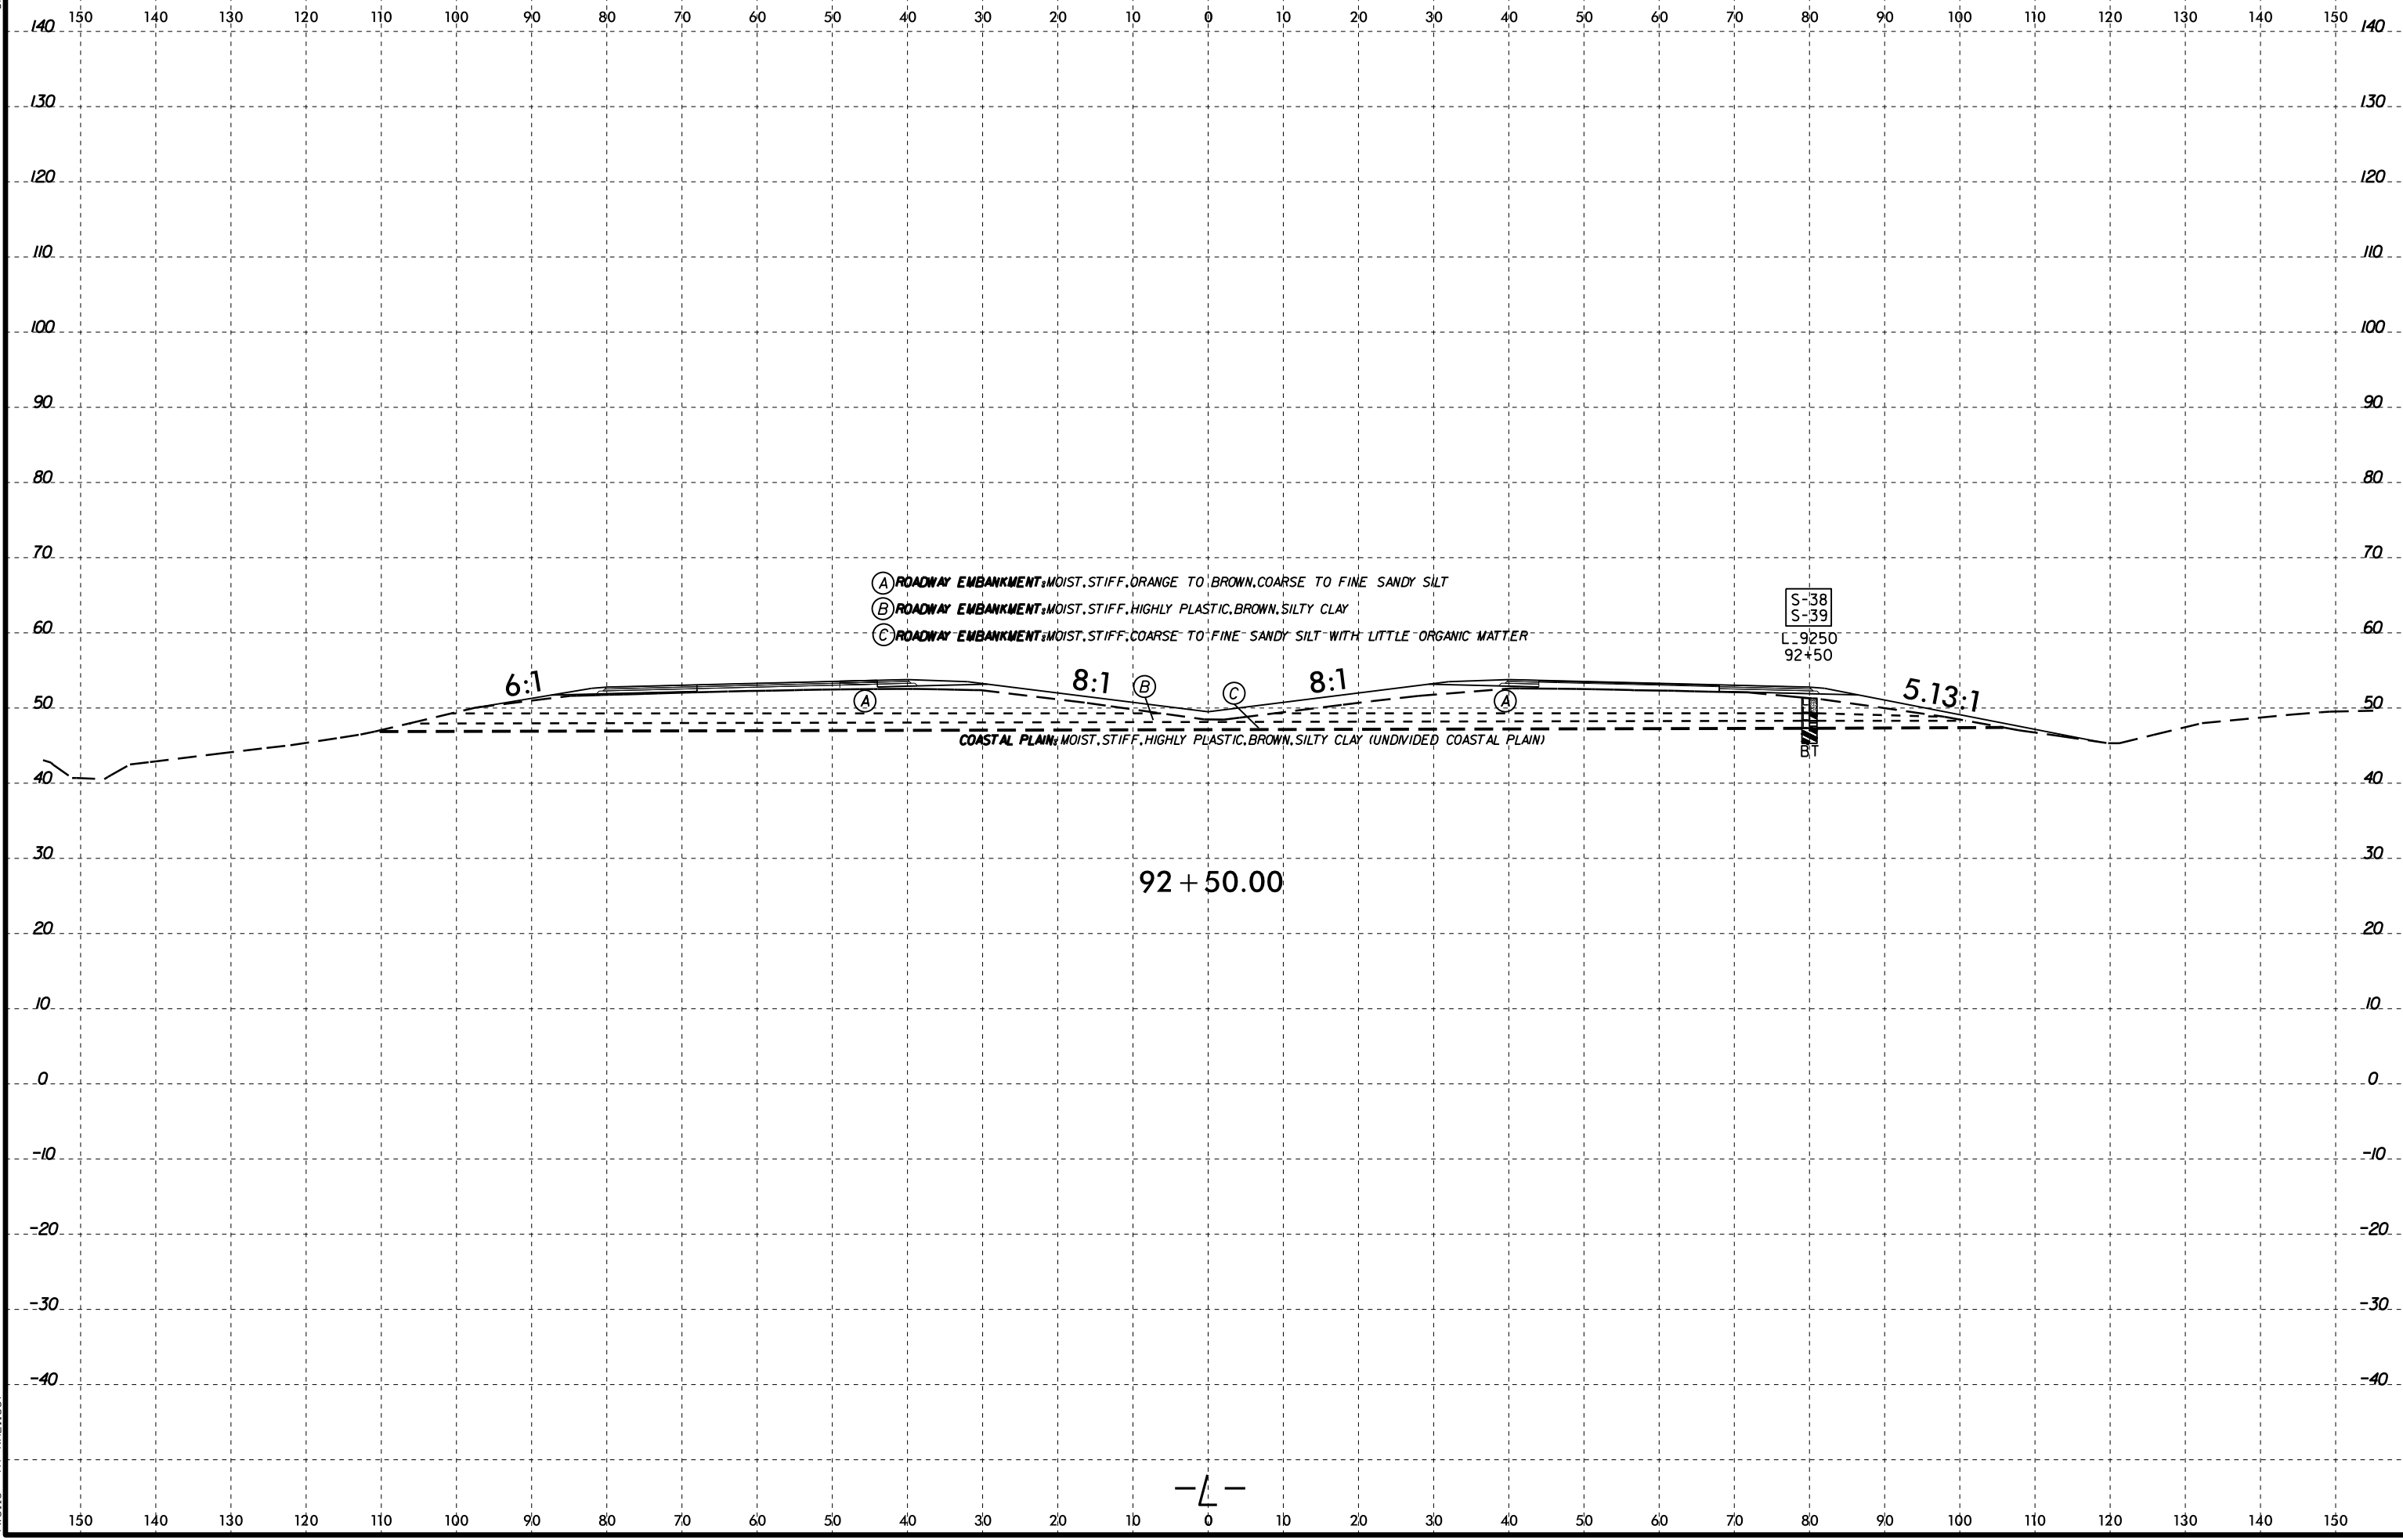 150 140 130 120 110 100 90 80 70 60 50 40 30 20 10 0 10 20 30 40 50 60 70 80 90 100 110 120 130 140 150
140 140
130 130
120 120
110 110
100 100
90 90
80 80
70 70
Ⓐ ROADWAY EMBANKMENT: MOIST, STIFF, ORANGE TO BROWN, COARSE TO FINE SANDY SILT
Ⓑ ROADWAY EMBANKMENT: MOIST, STIFF, HIGHLY PLASTIC, BROWN, SILTY CLAY
Ⓒ ROADWAY EMBANKMENT: MOIST, STIFF, COARSE TO FINE SANDY SILT WITH LITTLE ORGANIC MATTER
S-38
S-39
60 60
L_9250
92+50
6:1 8:1 B C 8:1 5.13:1
50 A A 50
COASTAL PLAIN: MOIST, STIFF, HIGHLY PLASTIC, BROWN, SILTY CLAY (UNDIVIDED COASTAL PLAIN)
BT
40 40
30 30
92+50.00
20 20
10 10
0 0
-10 -10
-20 -20
-30 -30
-40 -40
-L-
150 140 130 120 110 100 90 80 70 60 50 40 30 20 10 0 10 20 30 40 50 60 70 80 90 100 110 120 130 140 150